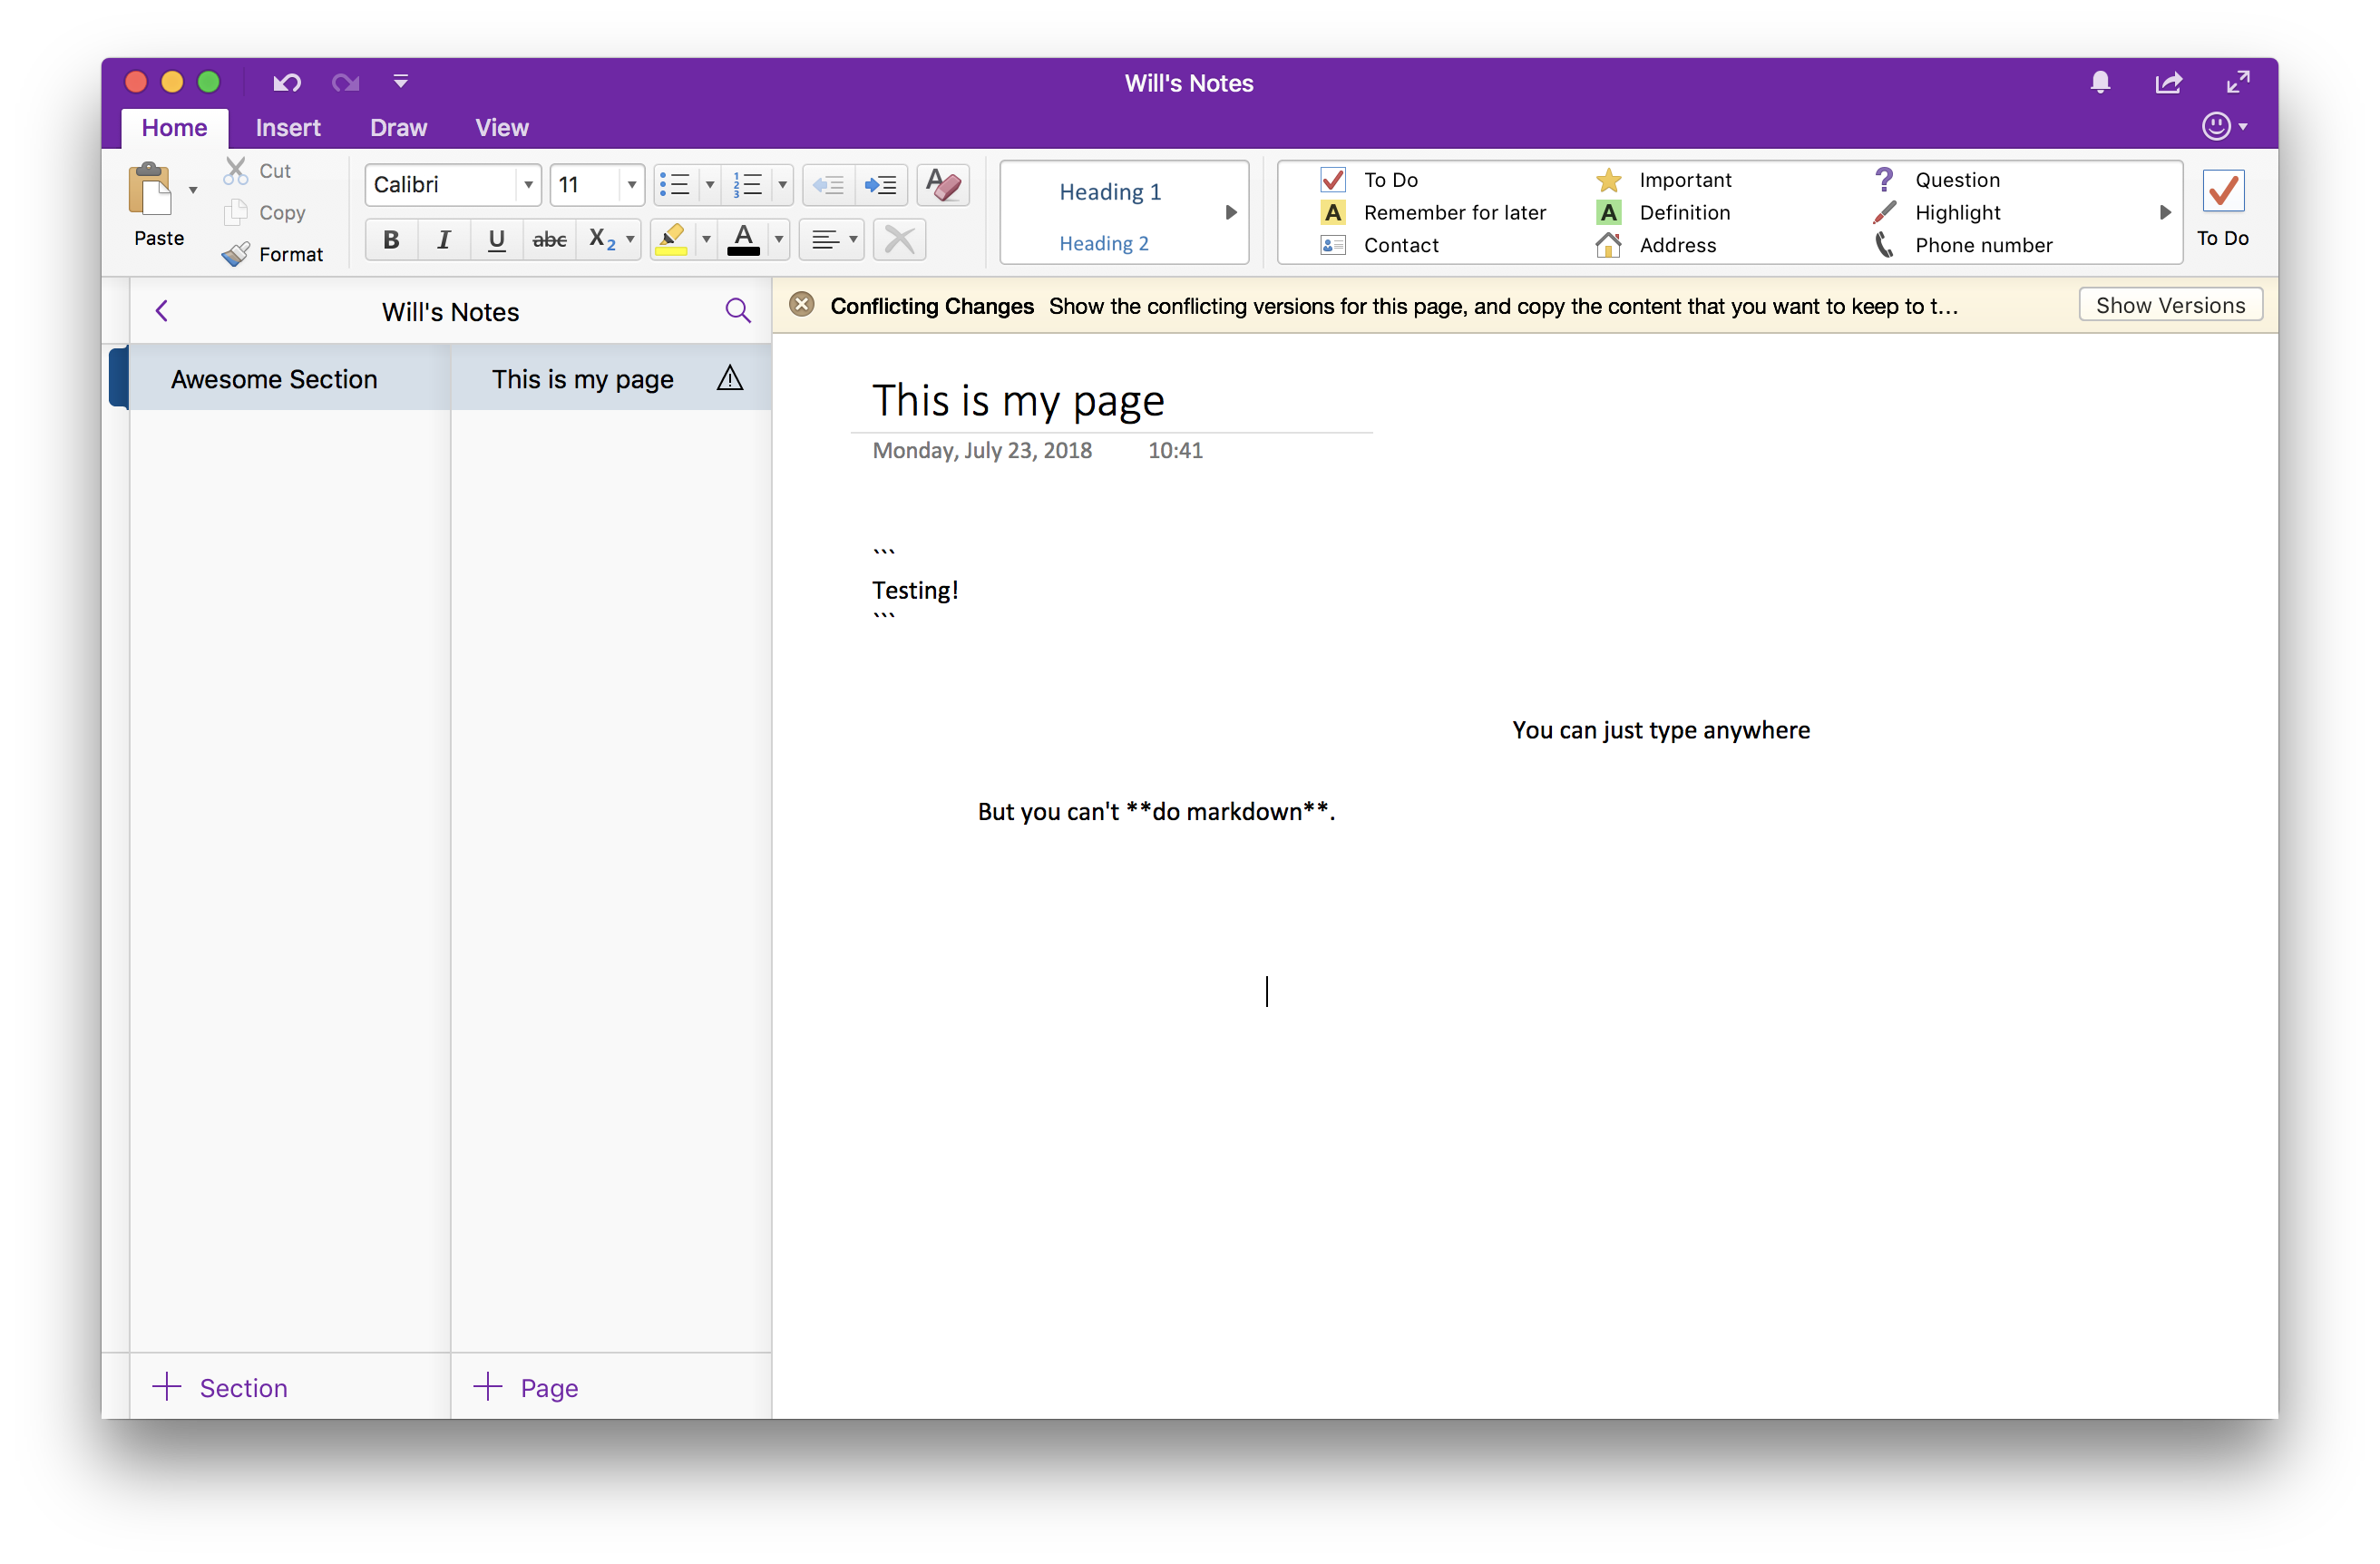 Will's Notes
Home Insert Draw View
Paste
Cut
Copy
Format
Calibri 11
B I U abc X2 A
Heading 1
Heading 2
To Do Important Question
Remember for later Definition Highlight
Contact Address Phone number
To Do
Will's Notes
Conflicting Changes Show the conflicting versions for this page, and copy the content that you want to keep to t... Show Versions
Awesome Section This is my page
This is my page
Monday, July 23, 2018 10:41
```
Testing!
```
You can just type anywhere
But you can't **do markdown**.
+ Section + Page